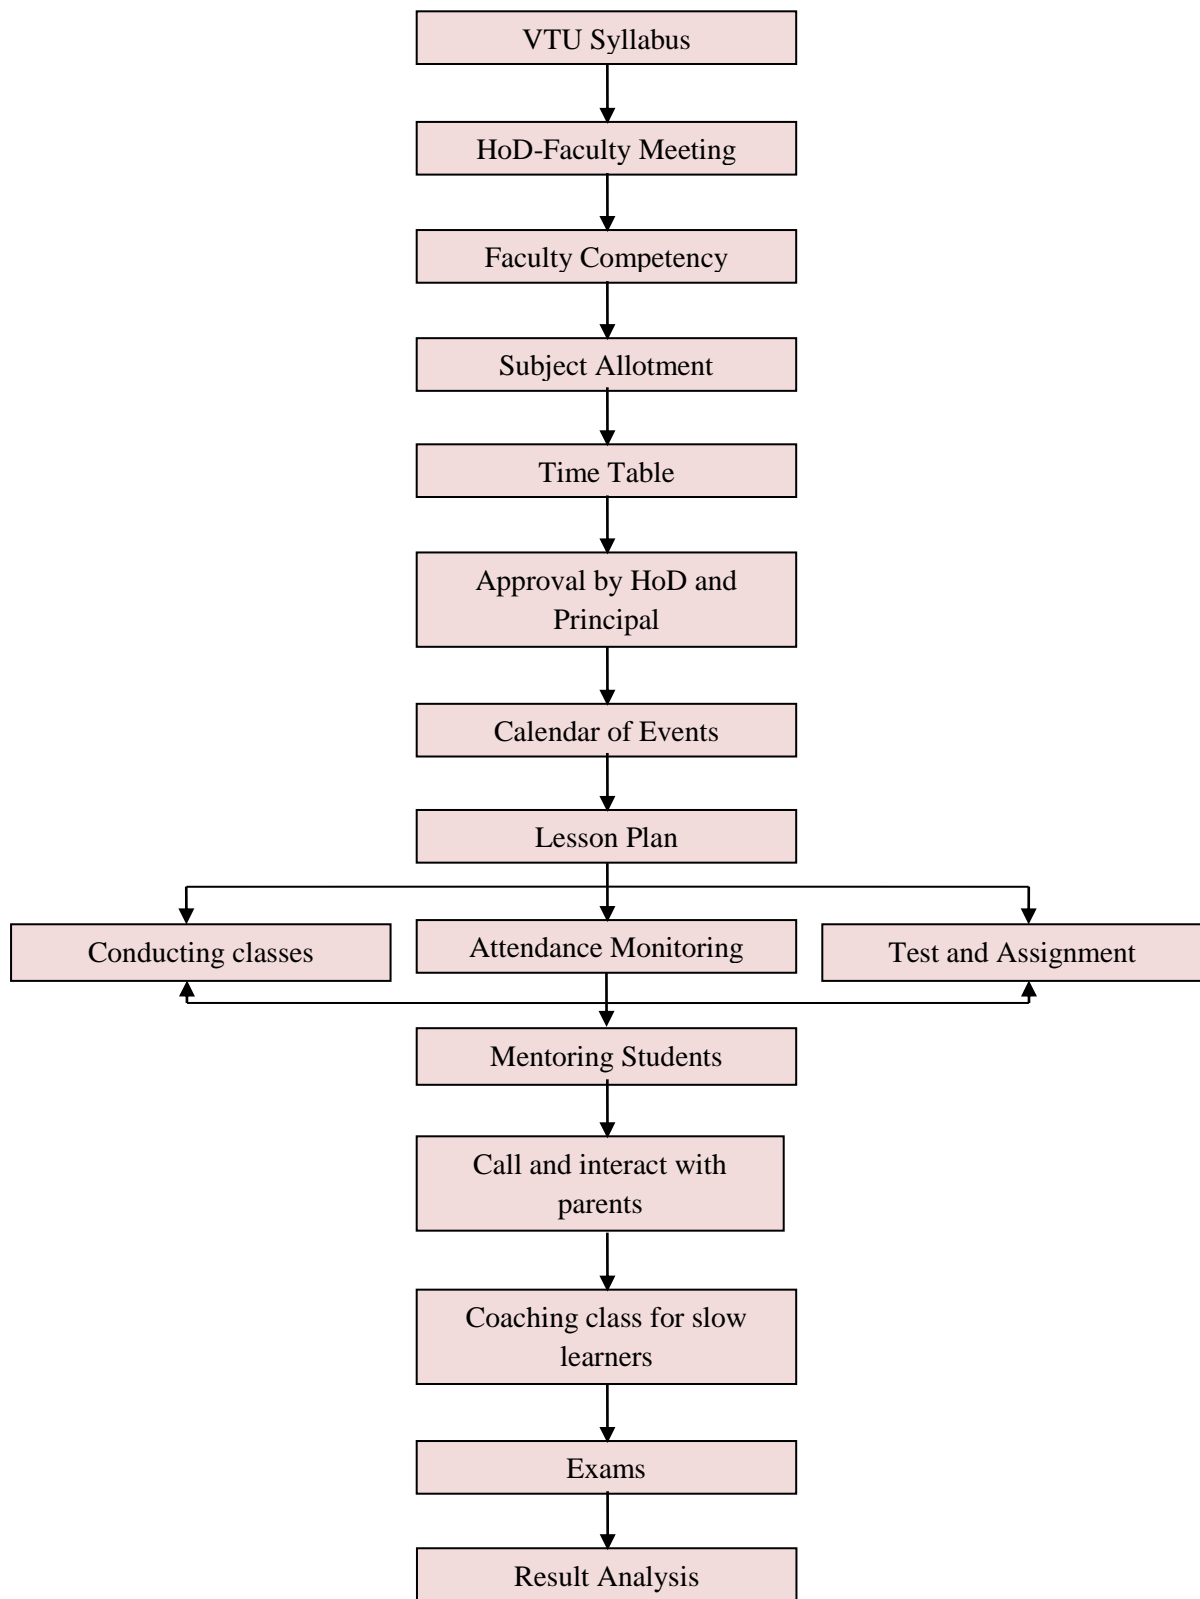 VTU Syllabus
HoD-Faculty Meeting
Faculty Competency
Subject Allotment
Time Table
Approval by HoD and
Principal
Calendar of Events
Lesson Plan
Conducting classes
Attendance Monitoring
Test and Assignment
Mentoring Students
Call and interact with
parents
Coaching class for slow
learners
Exams
Result Analysis